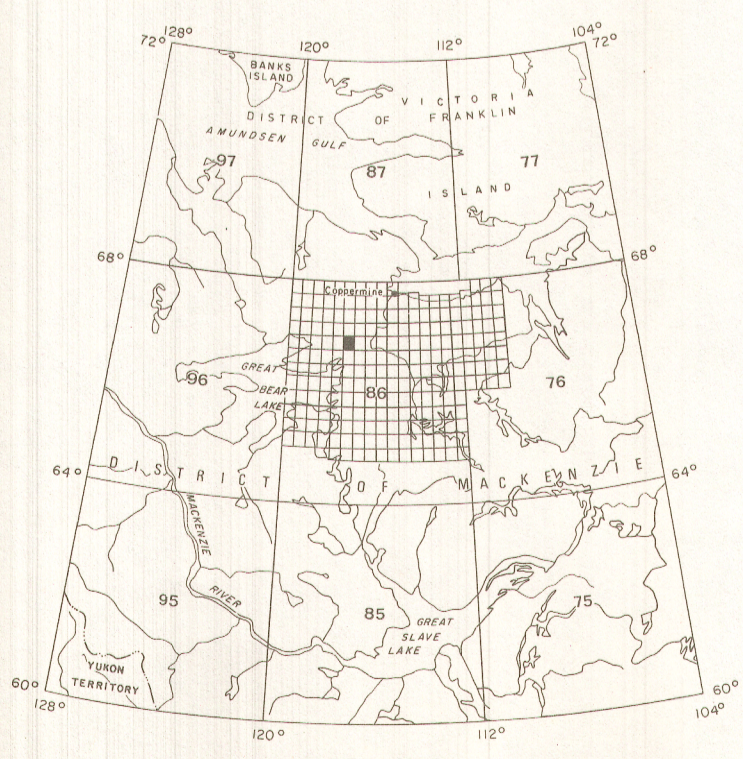 128°
72°
120°
112°
104°
72°
BANKS
ISLAND
VICTORIA
DISTRICT OF FRANKLIN
AMUNDSEN GULF
97
87
77
ISLAND
68°
68°
Coppermine
GREAT
BEAR
LAKE
96
86
76
64°
DISTRICT OF MACKENZIE
64°
MACKENZIE
RIVER
95
85
75
GREAT
SLAVE
LAKE
YUKON
TERRITORY
60°
128°
60°
104°
120°
112°